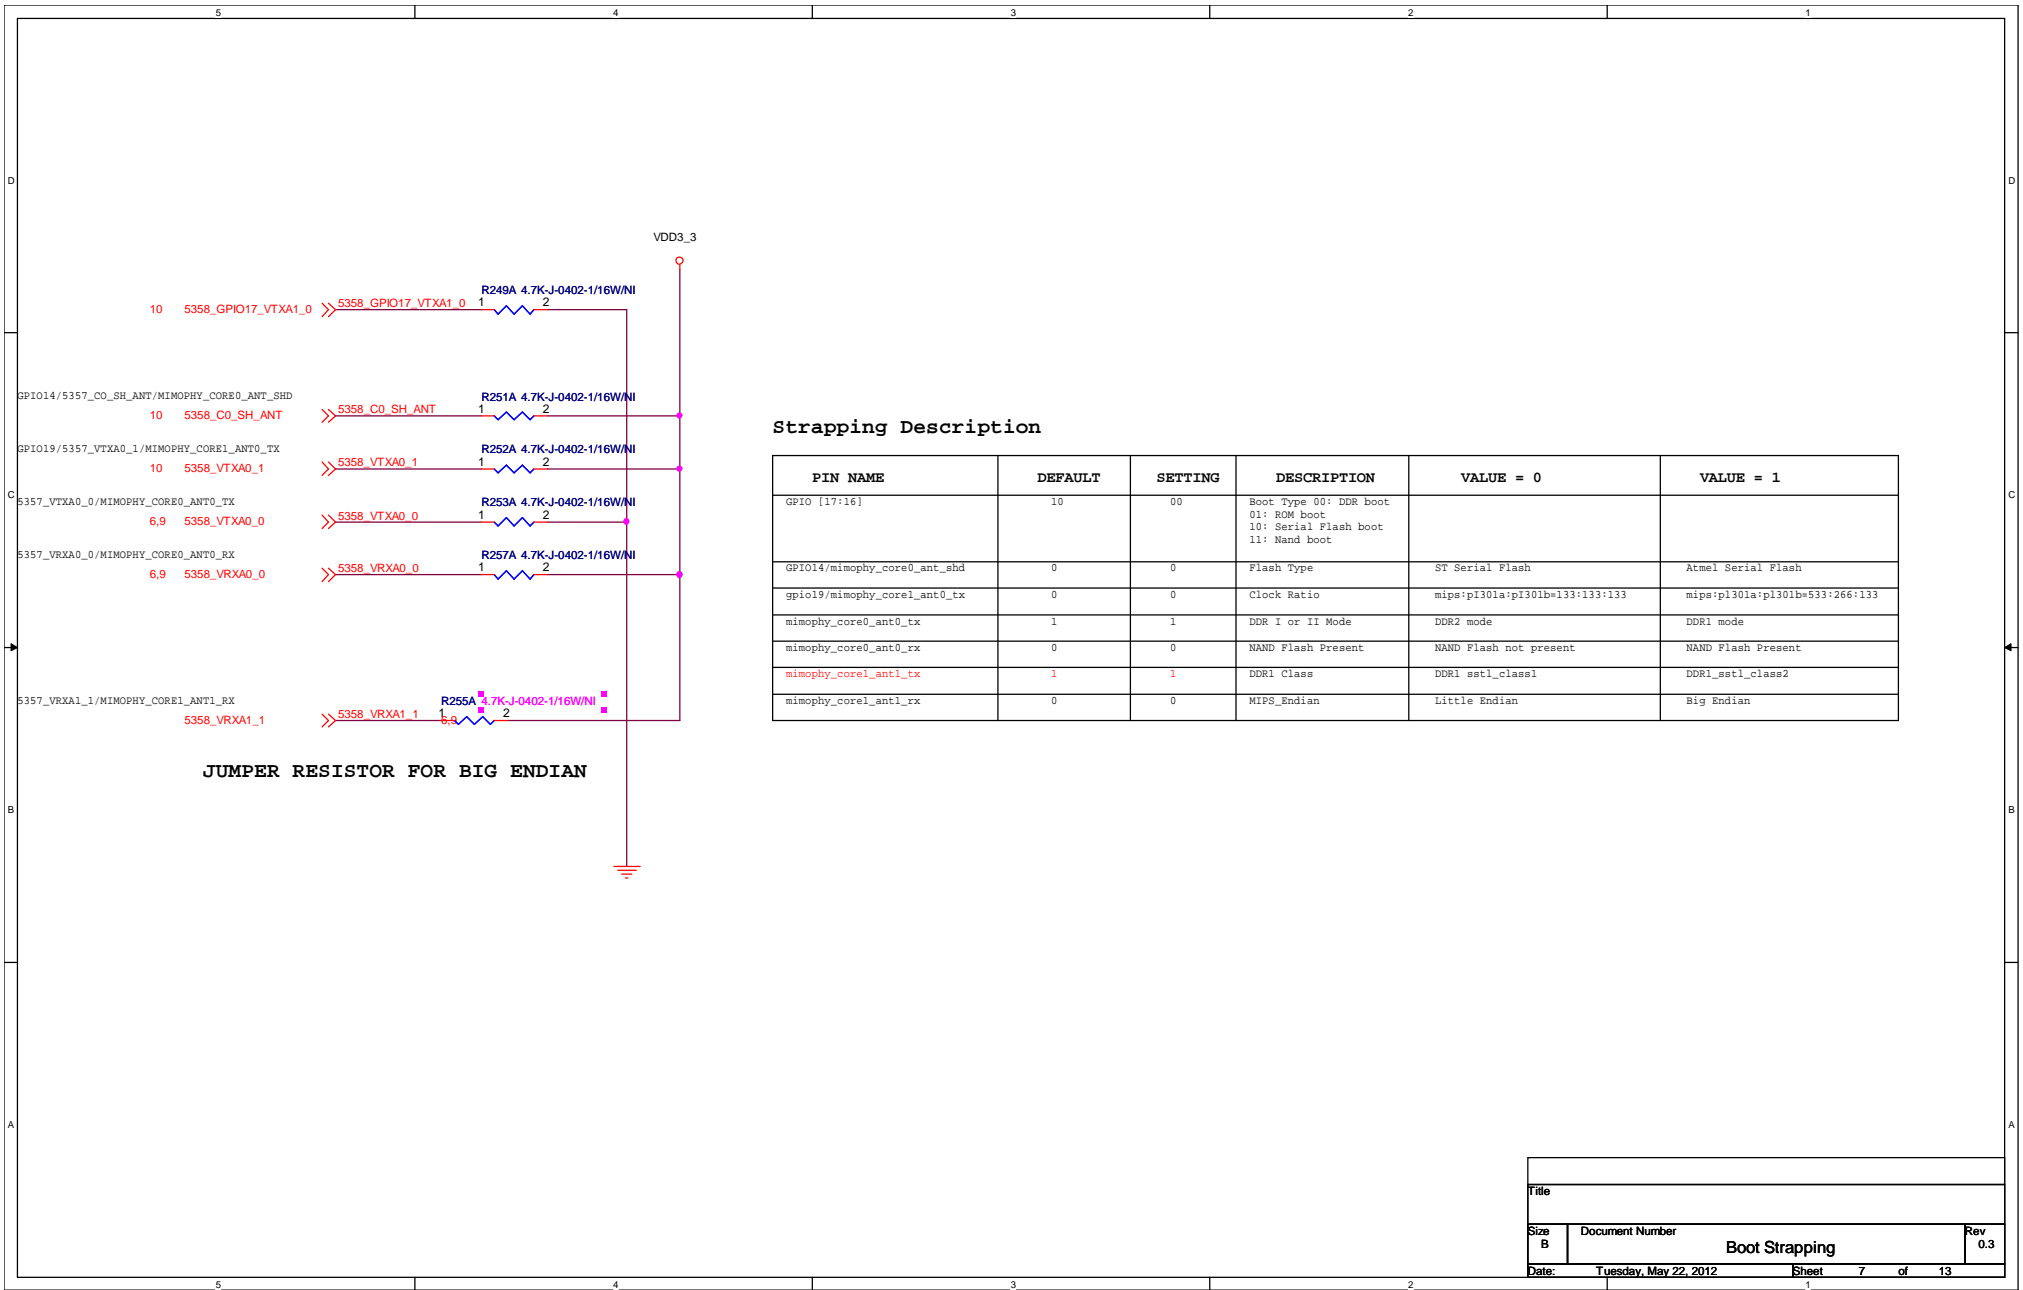 5 4 3 2 1
D D
VDD3_3
R249A 4.7K-J-0402-1/16W/NI
10 5358_GPIO17_VTXA1_0 5358_GPIO17_VTXA1_0 1 2
GPIO14/5357_CO_SH_ANT/MIMOPHY_CORE0_ANT_SHD
R251A 4.7K-J-0402-1/16W/NI
10 5358_C0_SH_ANT 5358_C0_SH_ANT 1 2
GPIO19/5357_VTXA0_1/MIMOPHY_CORE1_ANT0_TX
R252A 4.7K-J-0402-1/16W/NI
10 5358_VTXA0_1 5358_VTXA0_1 1 2
C C
5357_VTXA0_0/MIMOPHY_CORE0_ANT0_TX
R253A 4.7K-J-0402-1/16W/NI
6,9 5358_VTXA0_0 5358_VTXA0_0 1 2
5357_VRXA0_0/MIMOPHY_CORE0_ANT0_RX
R257A 4.7K-J-0402-1/16W/NI
6,9 5358_VRXA0_0 5358_VRXA0_0 1 2
5357_VRXA1_1/MIMOPHY_CORE1_ANT1_RX
R255A 4.7K-J-0402-1/16W/NI
5358_VRXA1_1 5358_VRXA1_1 1 6,9 2
JUMPER RESISTOR FOR BIG ENDIAN
Strapping Description
PIN NAME DEFAULT SETTING DESCRIPTION VALUE = 0 VALUE = 1
GPIO [17:16] 10 00 Boot Type 00: DDR boot
01: ROM boot
10: Serial Flash boot
11: Nand boot
GPIO14/mimophy_core0_ant_shd 0 0 Flash Type ST Serial Flash Atmel Serial Flash
gpio19/mimophy_core1_ant0_tx 0 0 Clock Ratio mips:pI301a:pI301b=133:133:133 mips:p1301a:p1301b=533:266:133
mimophy_core0_ant0_tx 1 1 DDR I or II Mode DDR2 mode DDR1 mode
mimophy_core0_ant0_rx 0 0 NAND Flash Present NAND Flash not present NAND Flash Present
mimophy_core1_ant1_tx 1 1 DDR1 Class DDR1 sstl_class1 DDR1_sstl_class2
mimophy_core1_ant1_rx 0 0 MIPS_Endian Little Endian Big Endian
B B
A A
Title
Size Document Number Rev
B Boot Strapping 0.3
Date: Tuesday, May 22, 2012 Sheet 7 of 13
5 4 3 2 1